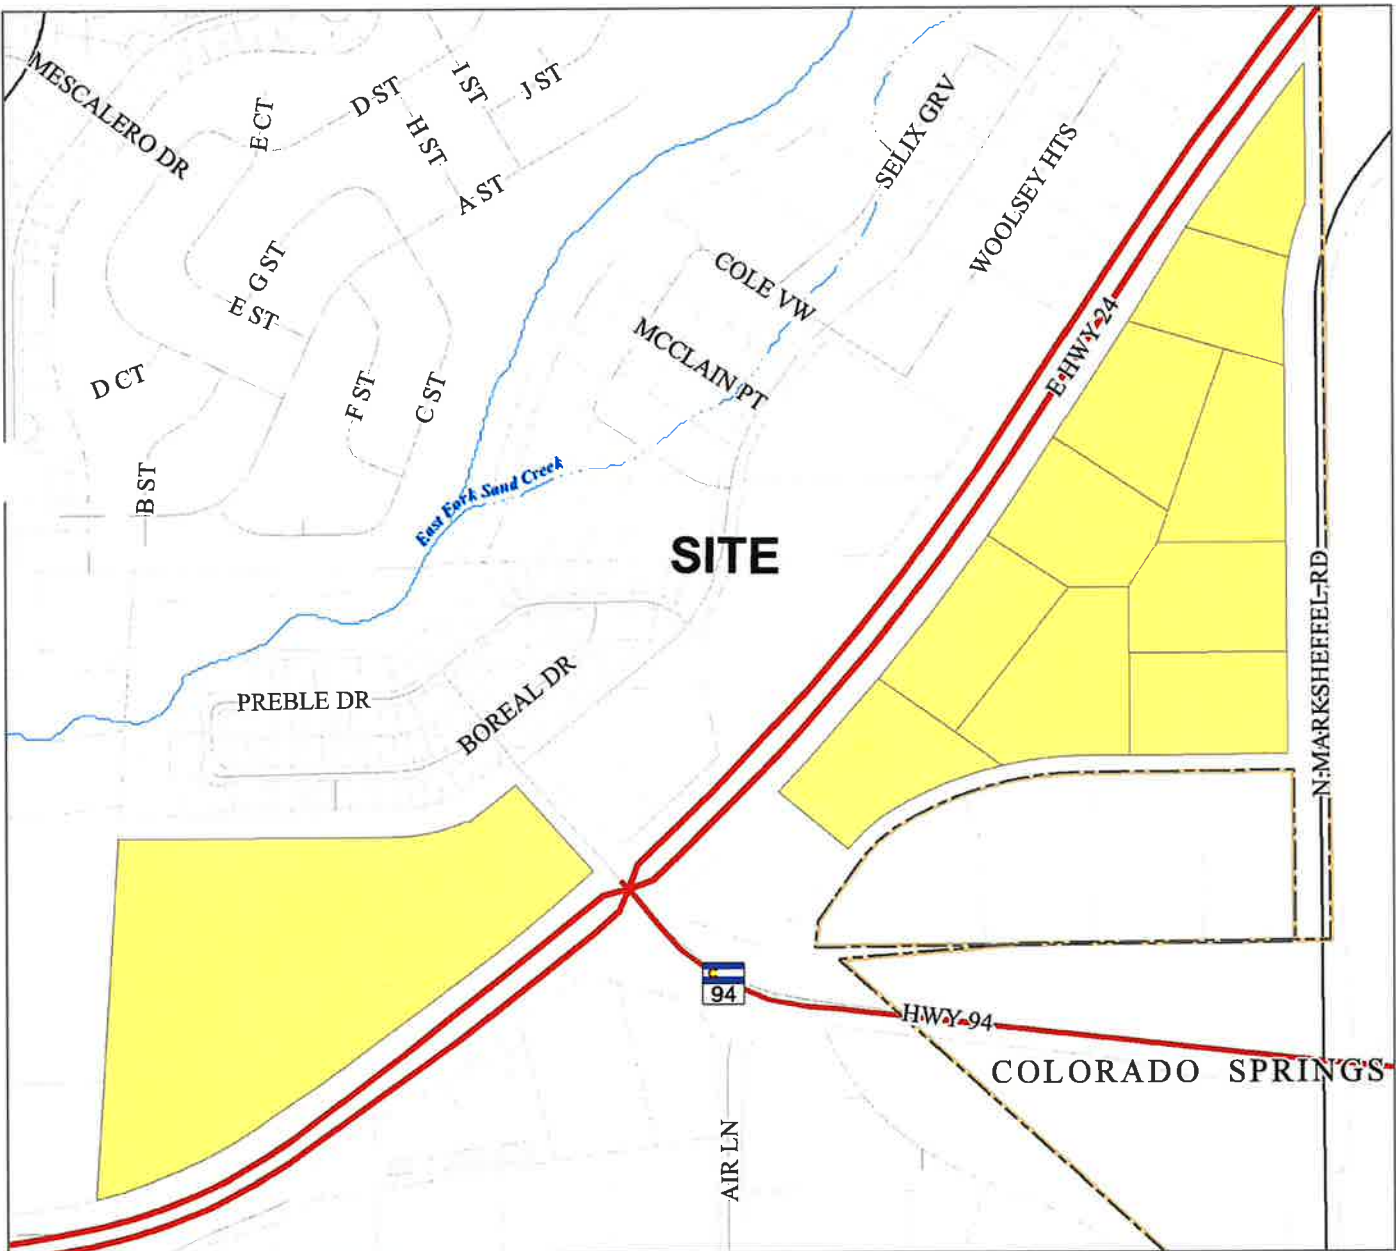 MESCALERO DR
E CT
D ST
I ST
J ST
H ST
A ST
SELIX GRV
WOOLSEY HTS
G ST
E ST
COLE VW
MCCLAIN PT
E HWY 24
D CT
F ST
C ST
B ST
East Fork Sand Creek
SITE
N MARKSHEFFEL RD
PREBLE DR
BOREAL DR
94
HWY 94
COLORADO SPRINGS
AIR LN